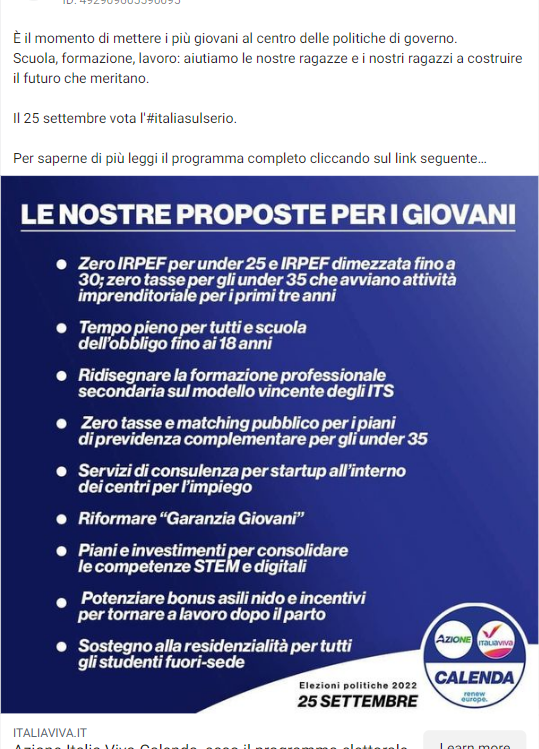 È il momento di mettere i più giovani al centro delle politiche di governo.
Scuola, formazione, lavoro: aiutiamo le nostre ragazze e i nostri ragazzi a costruire
il futuro che meritano.
Il 25 settembre vota l'#italiasulserio.
Per saperne di più leggi il programma completo cliccando sul link seguente...
LE NOSTRE PROPOSTE PER I GIOVANI
● Zero IRPEF per under 25 e IRPEF dimezzata fino a
30; zero tasse per gli under 35 che avviano attività
imprenditoriale per i primi tre anni
● Tempo pieno per tutti e scuola
dell'obbligo fino ai 18 anni
● Ridisegnare la formazione professionale
secondaria sul modello vincente degli ITS
● Zero tasse e matching pubblico per i piani
di previdenza complementare per gli under 35
● Servizi di consulenza per startup all'interno
dei centri per l'impiego
● Riformare "Garanzia Giovani"
● Piani e investimenti per consolidare
le competenze STEM e digitali
● Potenziare bonus asili nido e incentivi
per tornare a lavoro dopo il parto
● Sostegno alla residenzialità per tutti
gli studenti fuori-sede
AZIONE
ITALIAVIVA
CALENDA
renew
europe.
Elezioni politiche 2022
25 SETTEMBRE
ITALIAVIVA.IT
Azione Italia Viva Calenda, ecco il programma elettorale
Learn more